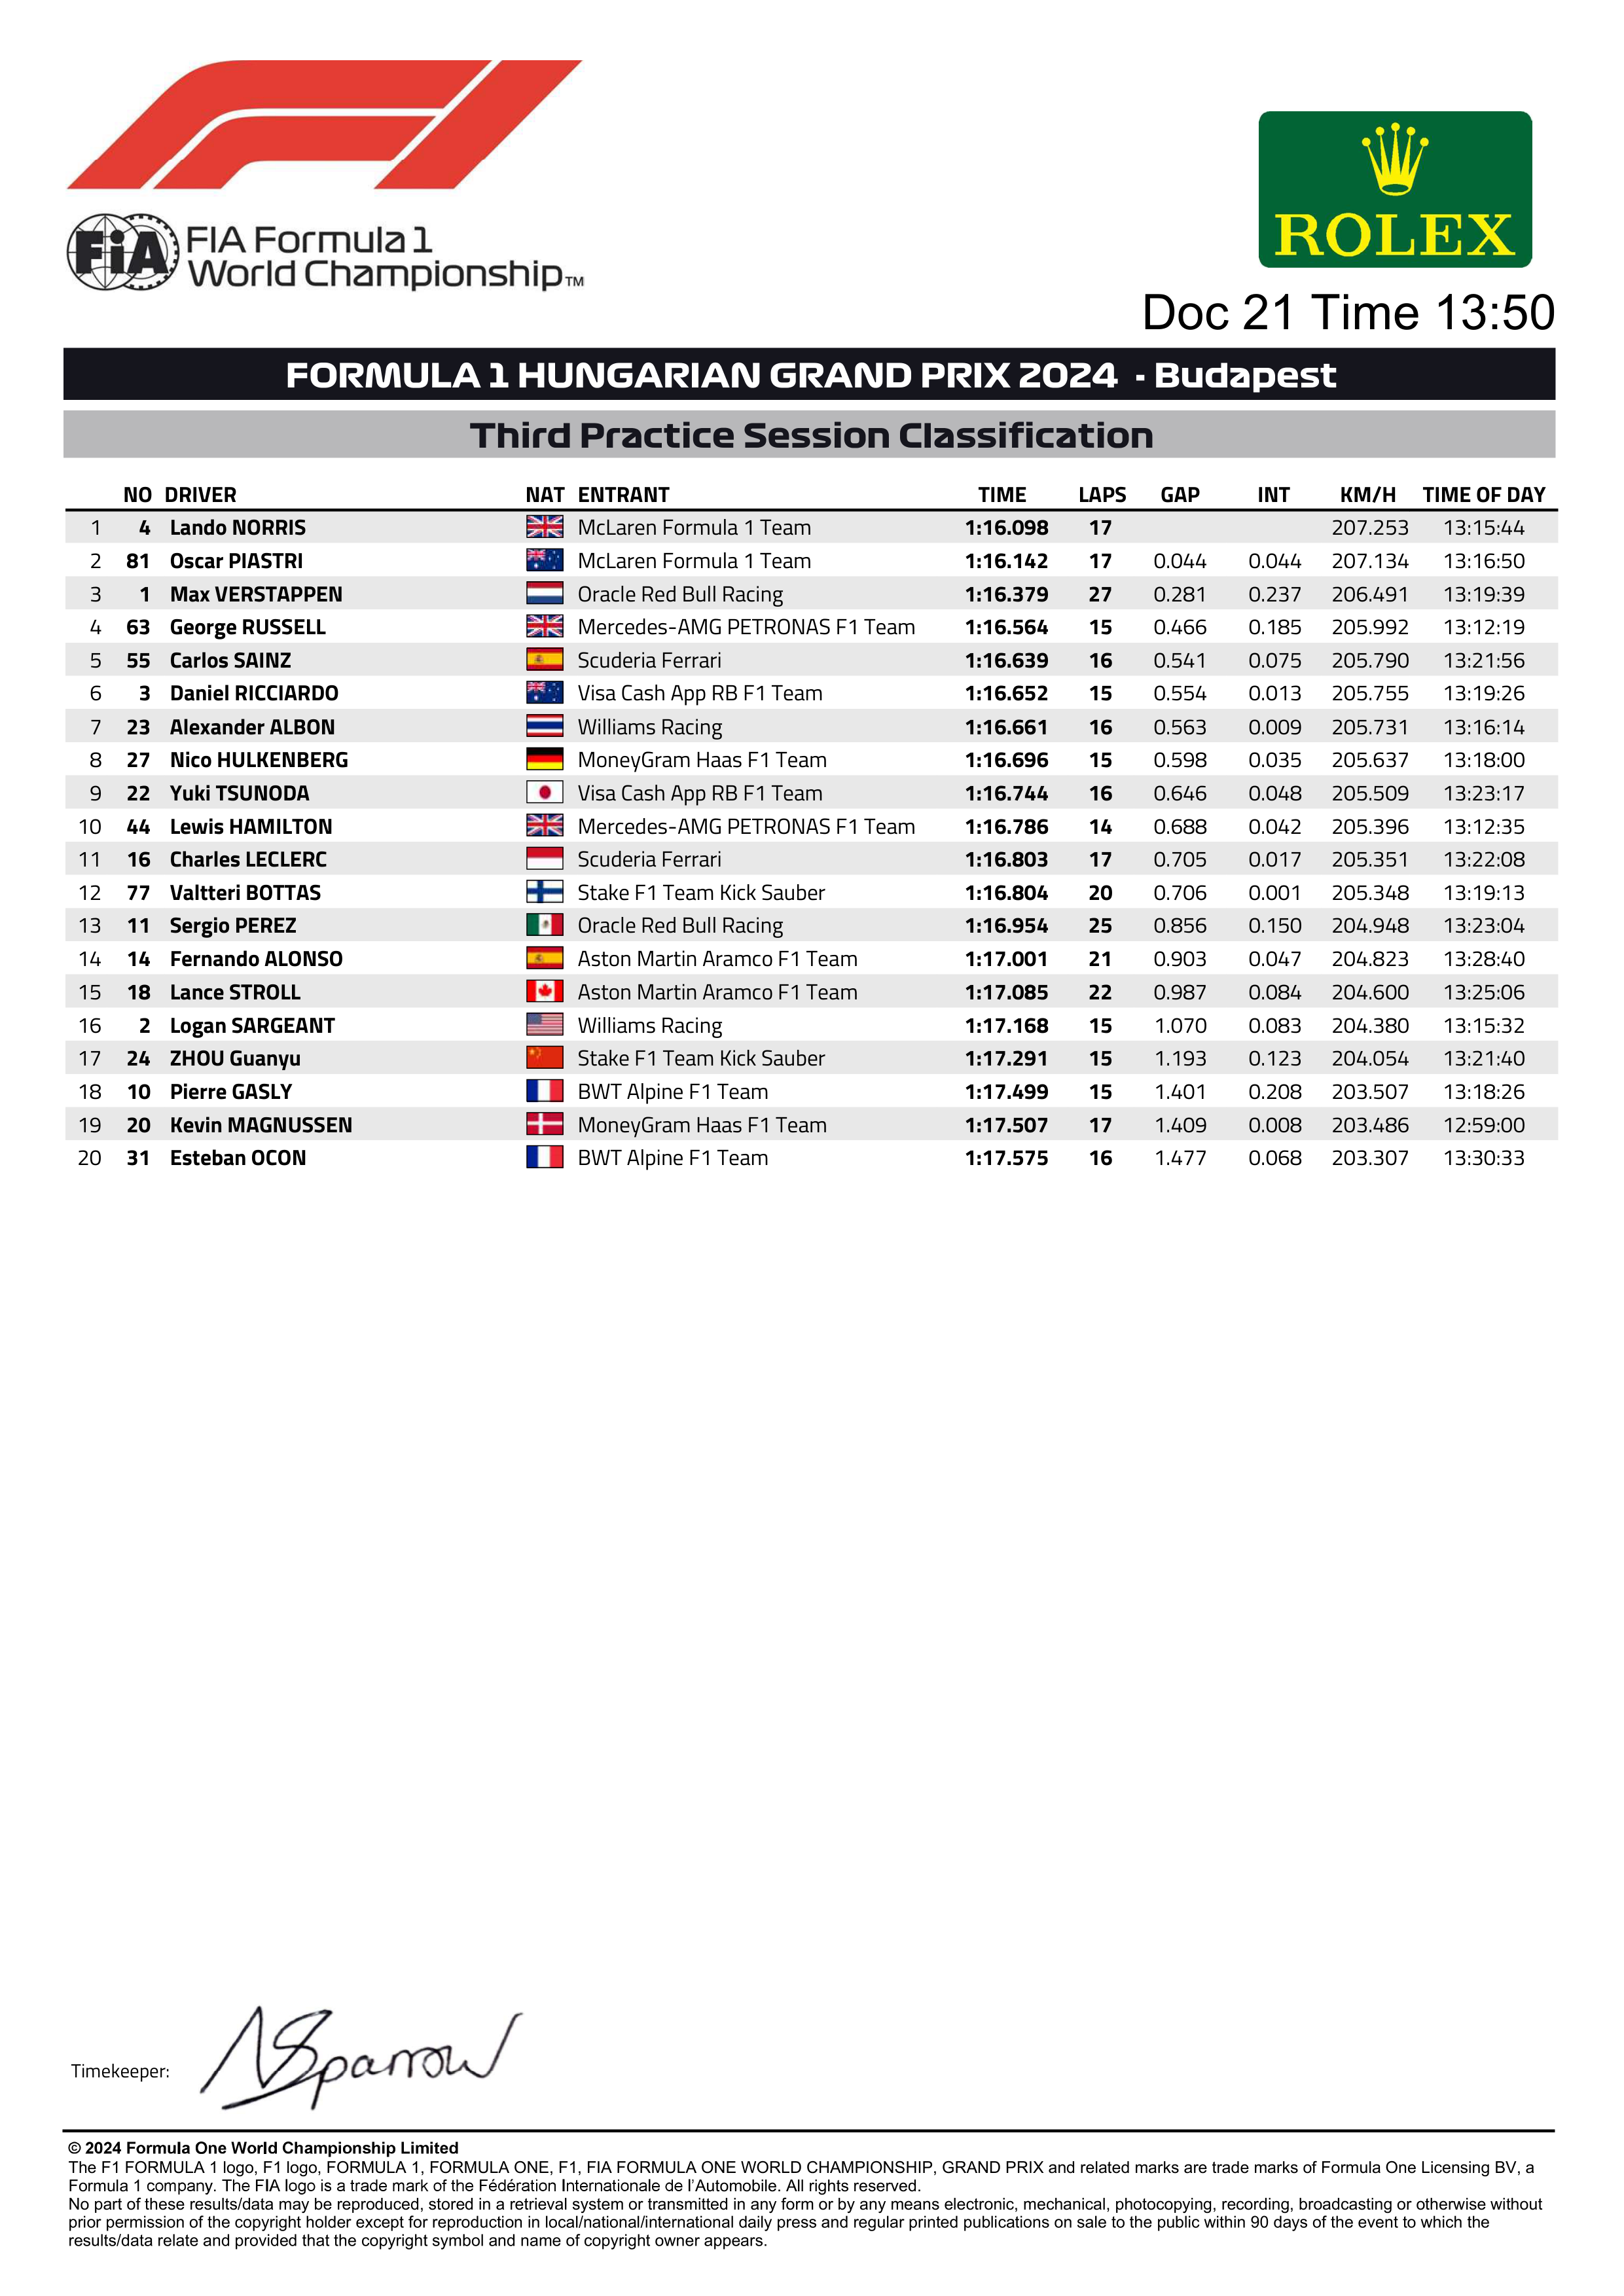 FIA FIA Formula 1
World Championship™
ROLEX
Doc 21 Time 13:50
FORMULA 1 HUNGARIAN GRAND PRIX 2024 - Budapest
Third Practice Session Classification
NO DRIVER NAT ENTRANT TIME LAPS GAP INT KM/H TIME OF DAY
1 4 Lando NORRIS McLaren Formula 1 Team 1:16.098 17 207.253 13:15:44
2 81 Oscar PIASTRI McLaren Formula 1 Team 1:16.142 17 0.044 0.044 207.134 13:16:50
3 1 Max VERSTAPPEN Oracle Red Bull Racing 1:16.379 27 0.281 0.237 206.491 13:19:39
4 63 George RUSSELL Mercedes-AMG PETRONAS F1 Team 1:16.564 15 0.466 0.185 205.992 13:12:19
5 55 Carlos SAINZ Scuderia Ferrari 1:16.639 16 0.541 0.075 205.790 13:21:56
6 3 Daniel RICCIARDO Visa Cash App RB F1 Team 1:16.652 15 0.554 0.013 205.755 13:19:26
7 23 Alexander ALBON Williams Racing 1:16.661 16 0.563 0.009 205.731 13:16:14
8 27 Nico HULKENBERG MoneyGram Haas F1 Team 1:16.696 15 0.598 0.035 205.637 13:18:00
9 22 Yuki TSUNODA Visa Cash App RB F1 Team 1:16.744 16 0.646 0.048 205.509 13:23:17
10 44 Lewis HAMILTON Mercedes-AMG PETRONAS F1 Team 1:16.786 14 0.688 0.042 205.396 13:12:35
11 16 Charles LECLERC Scuderia Ferrari 1:16.803 17 0.705 0.017 205.351 13:22:08
12 77 Valtteri BOTTAS Stake F1 Team Kick Sauber 1:16.804 20 0.706 0.001 205.348 13:19:13
13 11 Sergio PEREZ Oracle Red Bull Racing 1:16.954 25 0.856 0.150 204.948 13:23:04
14 14 Fernando ALONSO Aston Martin Aramco F1 Team 1:17.001 21 0.903 0.047 204.823 13:28:40
15 18 Lance STROLL Aston Martin Aramco F1 Team 1:17.085 22 0.987 0.084 204.600 13:25:06
16 2 Logan SARGEANT Williams Racing 1:17.168 15 1.070 0.083 204.380 13:15:32
17 24 ZHOU Guanyu Stake F1 Team Kick Sauber 1:17.291 15 1.193 0.123 204.054 13:21:40
18 10 Pierre GASLY BWT Alpine F1 Team 1:17.499 15 1.401 0.208 203.507 13:18:26
19 20 Kevin MAGNUSSEN MoneyGram Haas F1 Team 1:17.507 17 1.409 0.008 203.486 12:59:00
20 31 Esteban OCON BWT Alpine F1 Team 1:17.575 16 1.477 0.068 203.307 13:30:33
Timekeeper: NSparrow
© 2024 Formula One World Championship Limited
The F1 FORMULA 1 logo, F1 logo, FORMULA 1, FORMULA ONE, F1, FIA FORMULA ONE WORLD CHAMPIONSHIP, GRAND PRIX and related marks are trade marks of Formula One Licensing BV, a
Formula 1 company. The FIA logo is a trade mark of the Fédération Internationale de l'Automobile. All rights reserved.
No part of these results/data may be reproduced, stored in a retrieval system or transmitted in any form or by any means electronic, mechanical, photocopying, recording, broadcasting or otherwise without
prior permission of the copyright holder except for reproduction in local/national/international daily press and regular printed publications on sale to the public within 90 days of the event to which the
results/data relate and provided that the copyright symbol and name of copyright owner appears.